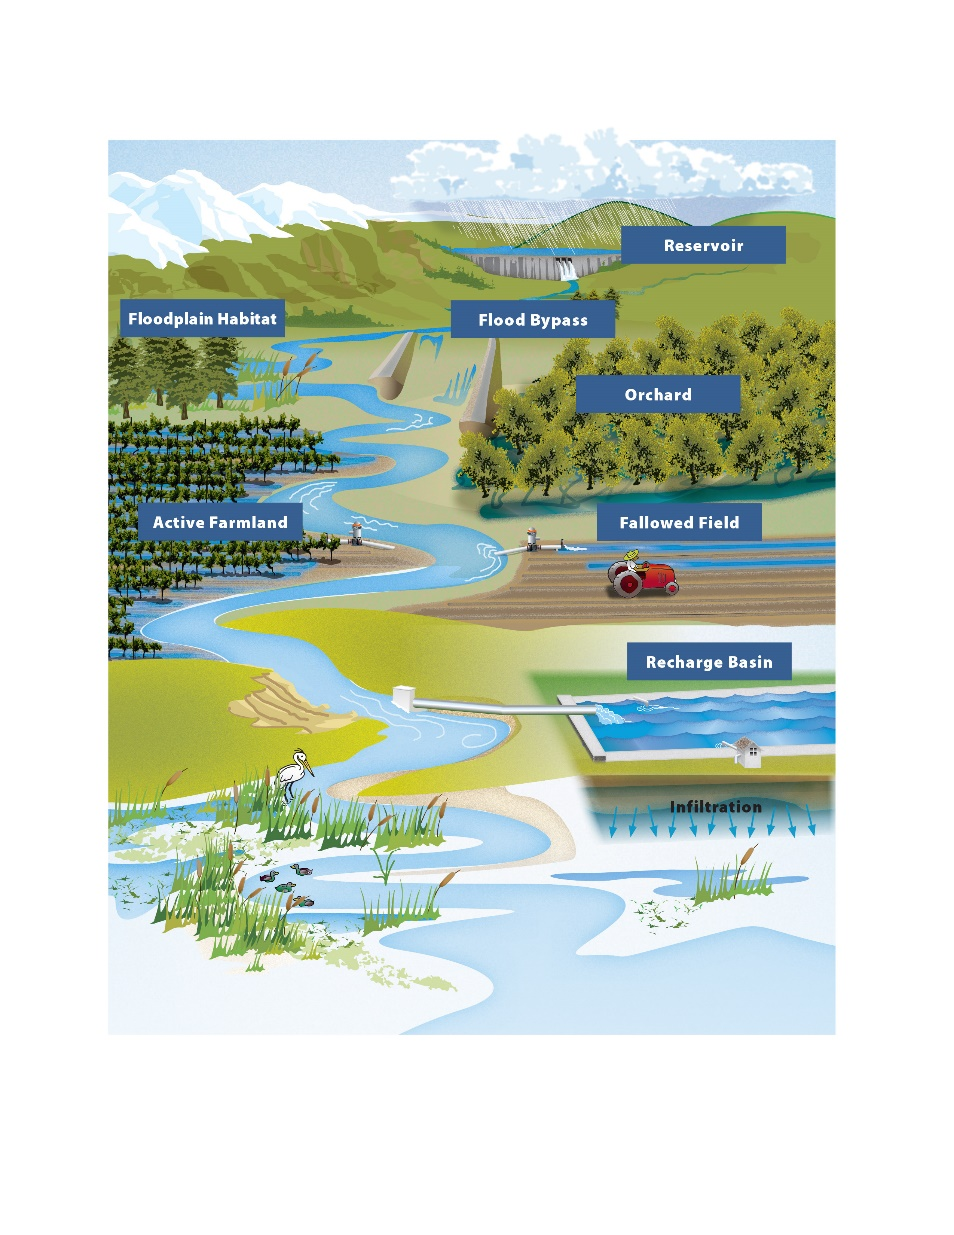 Reservoir
Floodplain Habitat
Flood Bypass
Orchard
Active Farmland
Fallowed Field
Recharge Basin
Infiltration